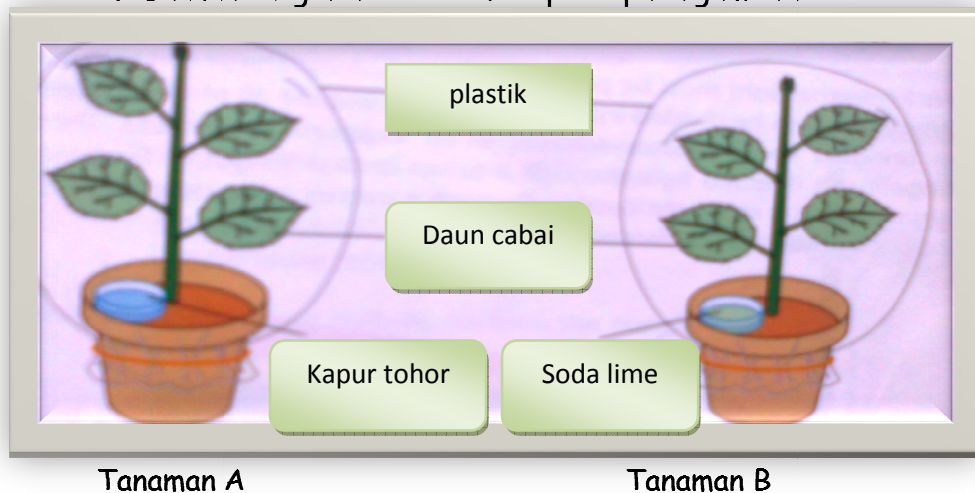 plastik
Daun cabai
Kapur tohor
Soda lime
Tanaman A
Tanaman B